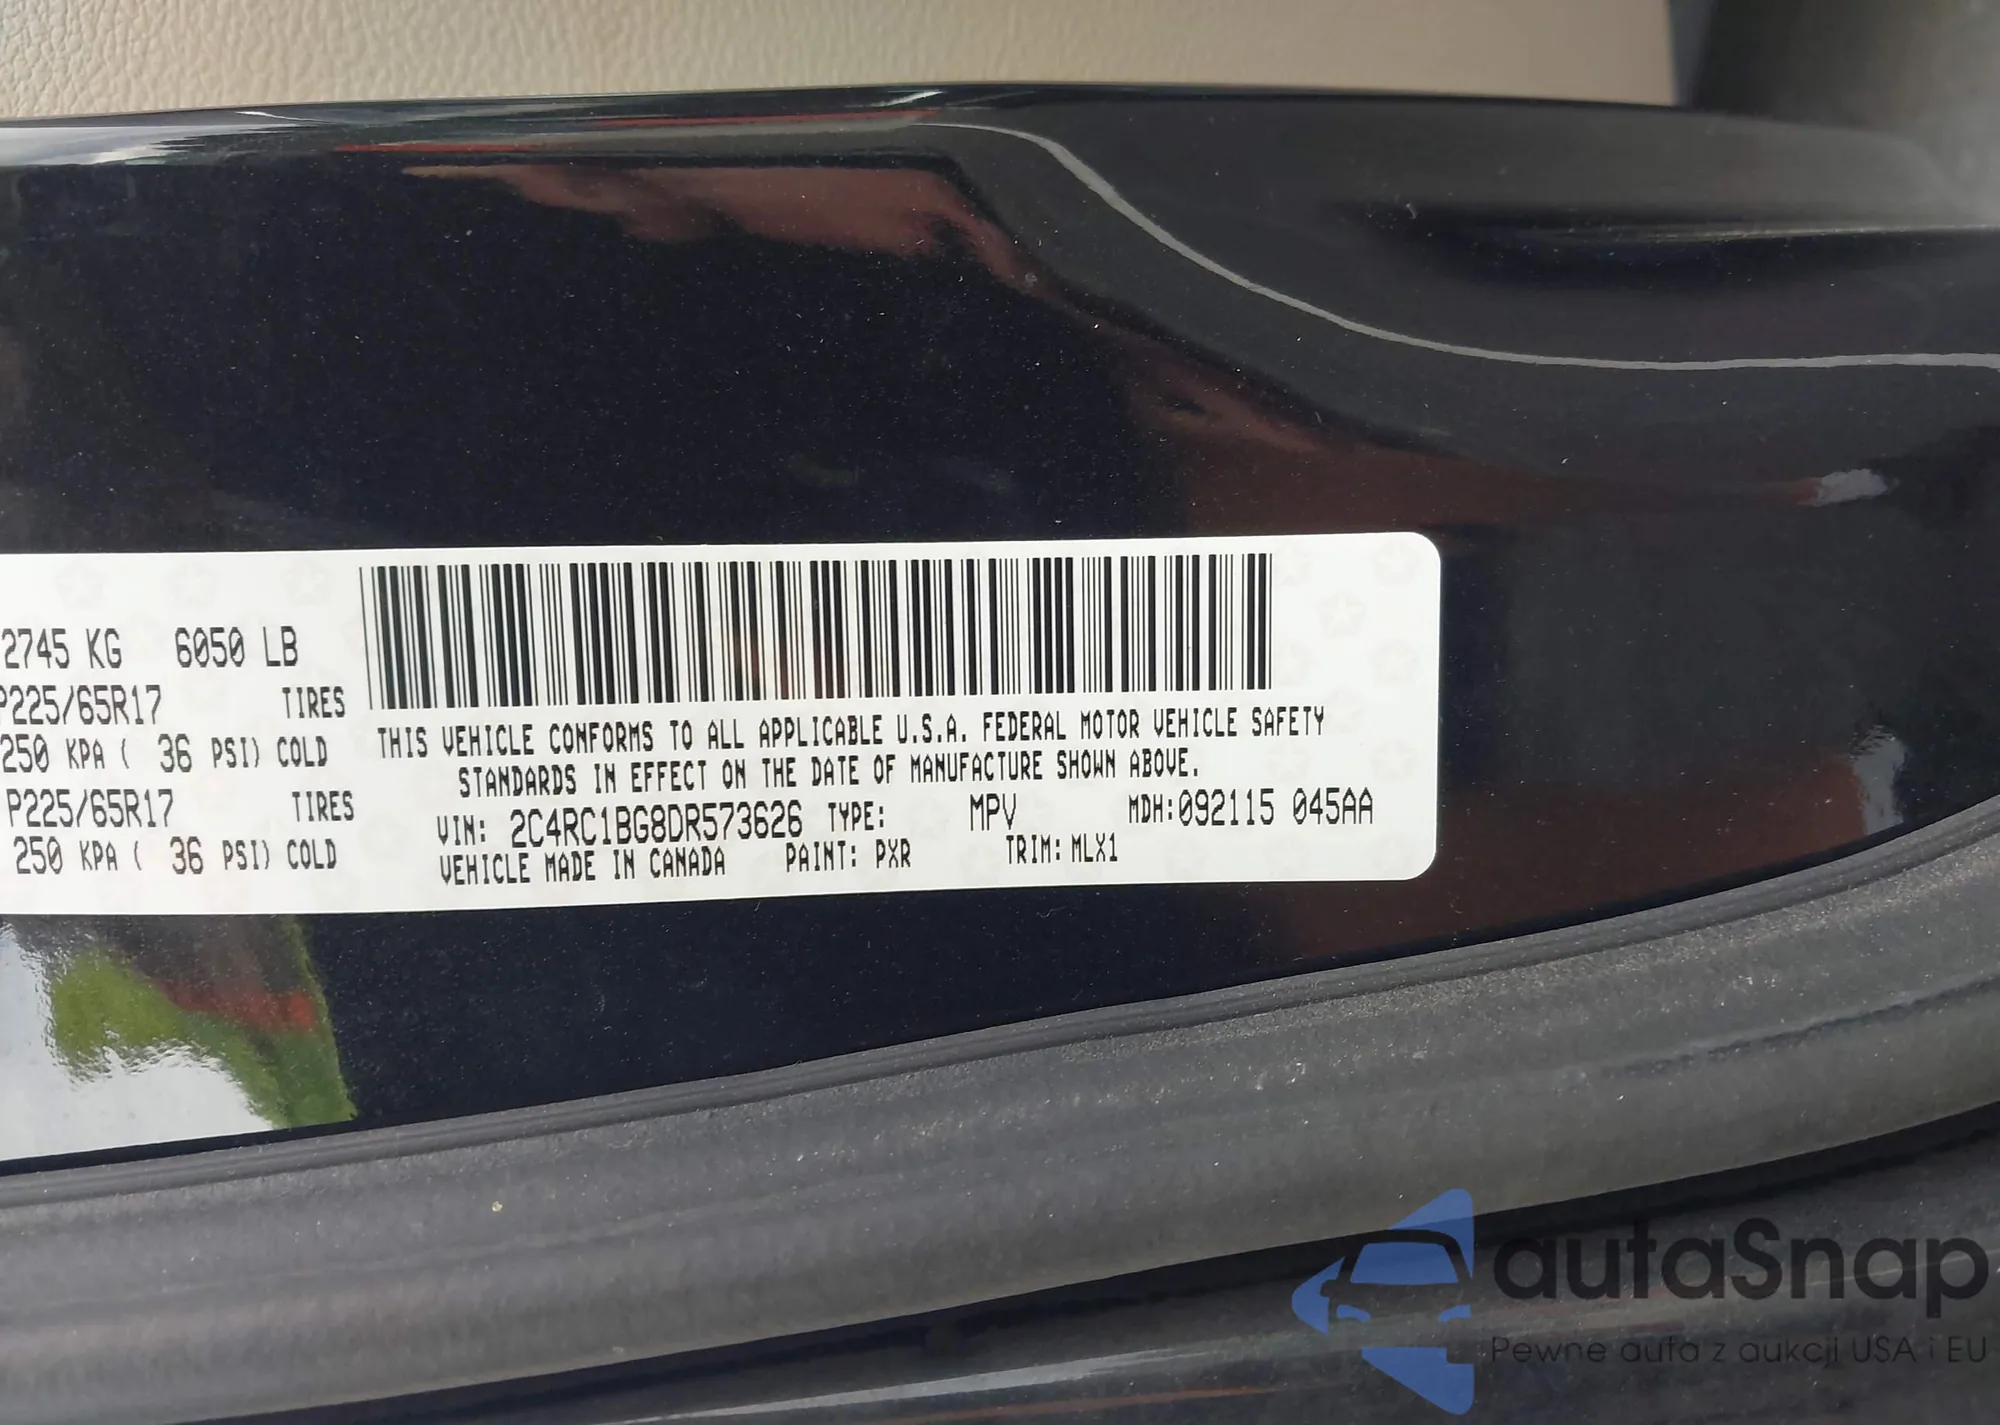 2745 KG 6050 LB
P225/65R17 TIRES
250 KPA ( 36 PSI) COLD
P225/65R17 TIRES
250 KPA ( 36 PSI) COLD
THIS VEHICLE CONFORMS TO ALL APPLICABLE U.S.A. FEDERAL MOTOR VEHICLE SAFETY
STANDARDS IN EFFECT ON THE DATE OF MANUFACTURE SHOWN ABOVE.
VIN: 2C4RC1BG8DR573626 TYPE: MPV MDH:092115 045AA
VEHICLE MADE IN CANADA PAINT: PXR TRIM: MLX1
autaSnap
Pewne auta z aukcji USA i EU